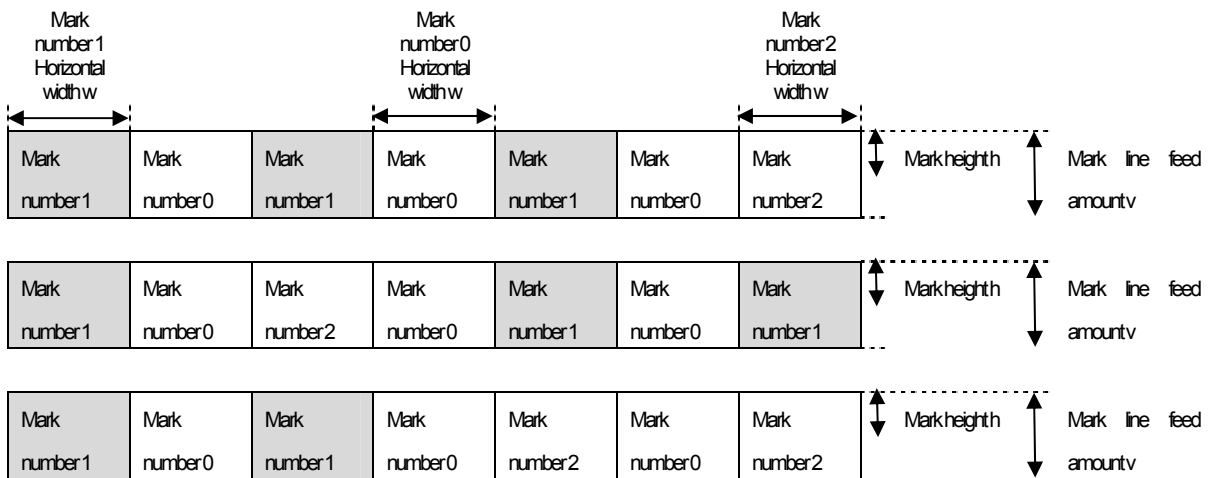 Mark
number1
Horizontal
width w
Mark
number0
Horizontal
width w
Mark
number2
Horizontal
width w
Mark Mark Mark Mark Mark Mark Mark Mark height h Mark line feed
number1 number0 number1 number0 number1 number0 number2 amount v
Mark Mark Mark Mark Mark Mark Mark Mark height h Mark line feed
number1 number0 number2 number0 number1 number0 number1 amount v
Mark Mark Mark Mark Mark Mark Mark Mark height h Mark line feed
number1 number0 number1 number0 number2 number0 number2 amount v